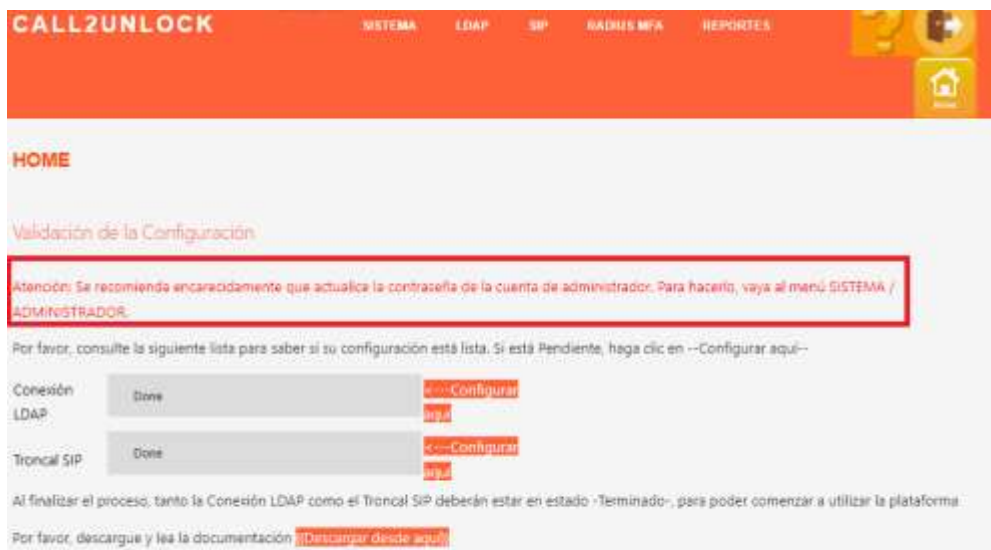 CALL2UNLOCK
SISTEMA LDAP SIP RADIUS MFA REPORTES
HOME
Validación de la Configuración
Atención: Se recomienda encarecidamente que actualice la contraseña de la cuenta de administrador. Para hacerlo, vaya al menú SISTEMA /
ADMINISTRADOR.
Por favor, consulte la siguiente lista para saber si su configuración está lista. Si está Pendiente, haga clic en --Configurar aquí--
Conexión
LDAP
Done
<---Configurar
aquí
Troncal SIP
Done
<---Configurar
aquí
Al finalizar el proceso, tanto la Conexión LDAP como el Troncal SIP deberán estar en estado -Terminado-, para poder comenzar a utilizar la plataforma
Por favor, descargue y lea la documentación ((Descargar desde aquí))